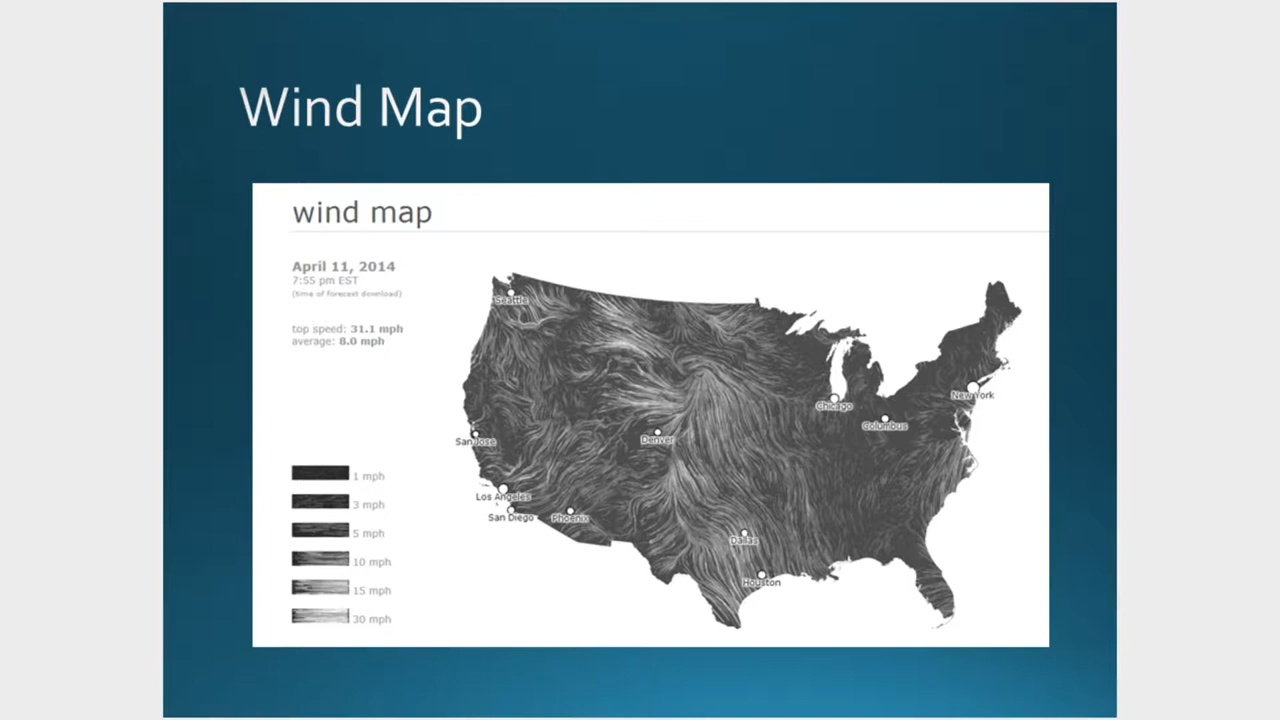 Wind Map
wind map
April 11, 2014
7:55 pm EST
(time of forecast download)
top speed: 31.1 mph
average: 8.0 mph
Seattle
New York
Chicago
Columbus
Denver
San Jose
1 mph
Los Angeles
3 mph
San Diego
Phoenix
5 mph
Dallas
10 mph
Houston
15 mph
30 mph